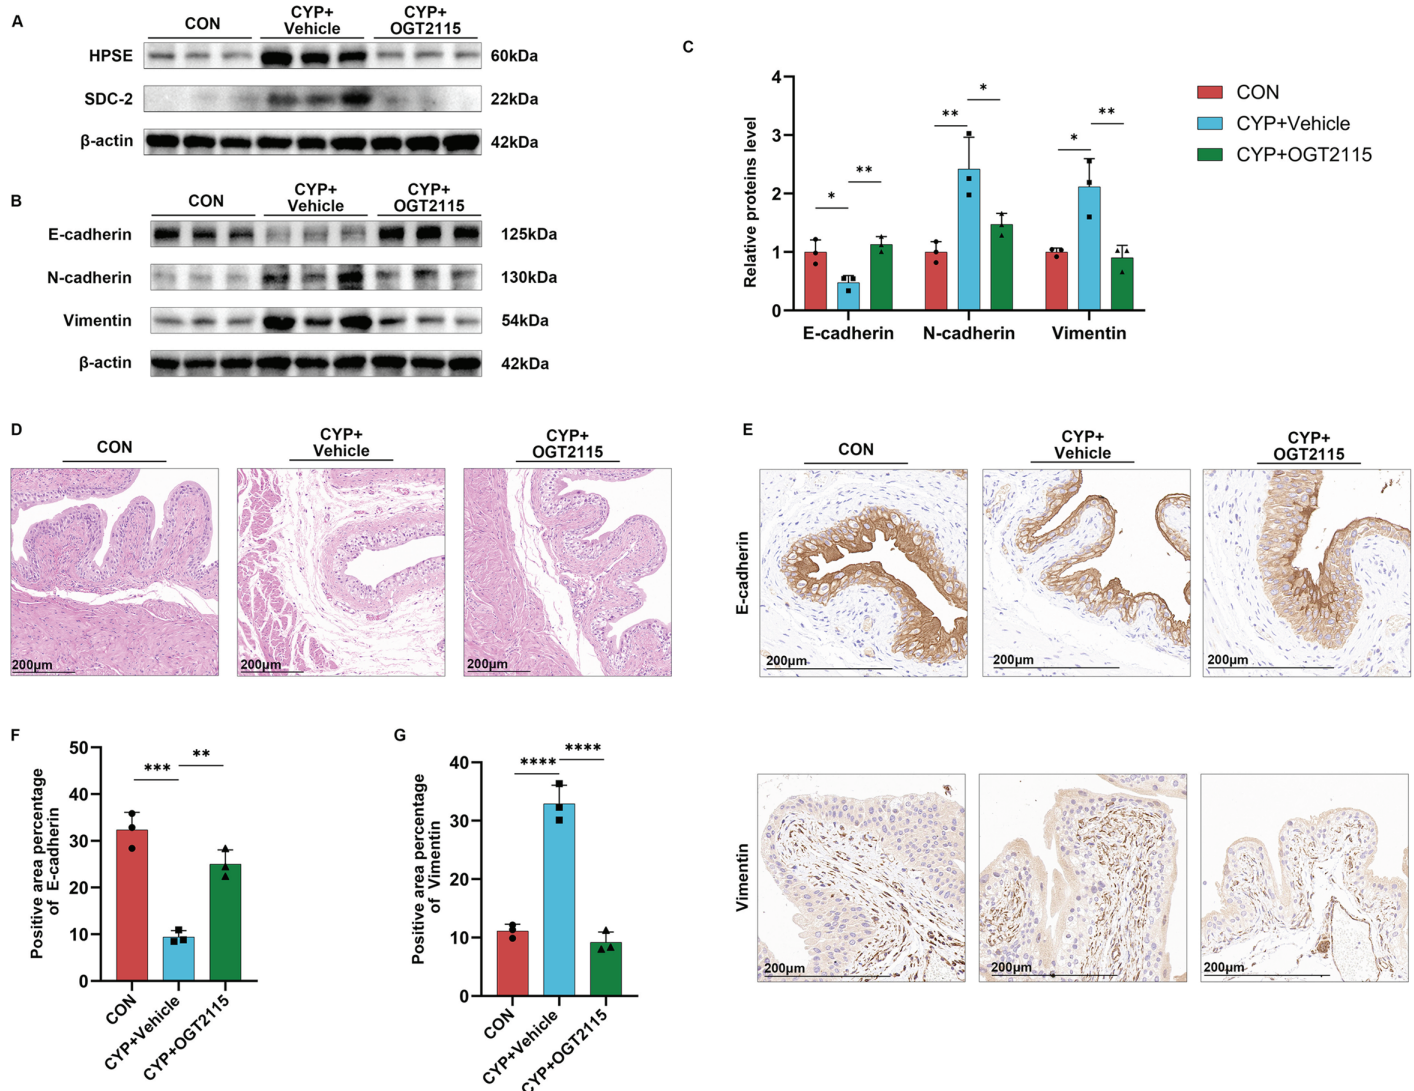 A
CON
CYP+
Vehicle
CYP+
OGT2115
HPSE
60kDa
SDC-2
22kDa
β-actin
42kDa
B
CON
CYP+
Vehicle
CYP+
OGT2115
E-cadherin
125kDa
N-cadherin
130kDa
Vimentin
54kDa
β-actin
42kDa
C
Relative proteins level
4
3
2
1
0
*
**
**
*
*
**
E-cadherin
N-cadherin
Vimentin
CON
CYP+Vehicle
CYP+OGT2115
D
CON
CYP+
Vehicle
CYP+
OGT2115
200μm
200μm
200μm
E
CON
CYP+
Vehicle
CYP+
OGT2115
E-cadherin
200μm
200μm
200μm
Vimentin
200μm
200μm
200μm
F
Positive area percentage
of E-cadherin
50
40
30
20
10
0
***
**
CON
CYP+Vehicle
CYP+OGT2115
G
Positive area percentage
of Vimentin
40
30
20
10
0
****
****
CON
CYP+Vehicle
CYP+OGT2115